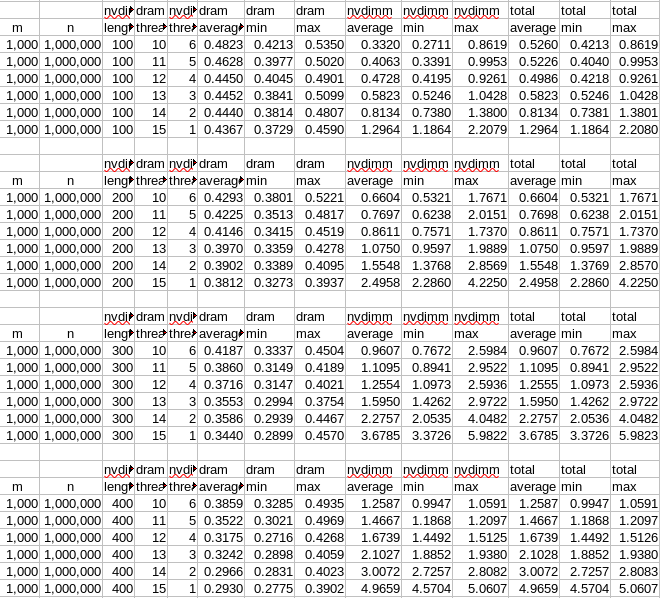 nvdi dram nvdi dram dram dram nvdimm nvdimm nvdimm total total total
m n leng threa thre averag min max average min max average min max
1,000 1,000,000 100 10 6 0.4823 0.4213 0.5350 0.3320 0.2711 0.8619 0.5260 0.4213 0.8619
1,000 1,000,000 100 11 5 0.4628 0.3977 0.5020 0.4063 0.3391 0.9953 0.5226 0.4040 0.9953
1,000 1,000,000 100 12 4 0.4450 0.4045 0.4901 0.4728 0.4195 0.9261 0.4986 0.4218 0.9261
1,000 1,000,000 100 13 3 0.4452 0.3841 0.5099 0.5823 0.5246 1.0428 0.5823 0.5246 1.0428
1,000 1,000,000 100 14 2 0.4440 0.3814 0.4807 0.8134 0.7380 1.3800 0.8134 0.7381 1.3801
1,000 1,000,000 100 15 1 0.4367 0.3729 0.4590 1.2964 1.1864 2.2079 1.2964 1.1864 2.2080
nvdi dram nvdi dram dram dram nvdimm nvdimm nvdimm total total total
m n leng threa thre averag min max average min max average min max
1,000 1,000,000 200 10 6 0.4293 0.3801 0.5221 0.6604 0.5321 1.7671 0.6604 0.5321 1.7671
1,000 1,000,000 200 11 5 0.4225 0.3513 0.4817 0.7697 0.6238 2.0151 0.7698 0.6238 2.0151
1,000 1,000,000 200 12 4 0.4146 0.3415 0.4519 0.8611 0.7571 1.7370 0.8611 0.7571 1.7370
1,000 1,000,000 200 13 3 0.3970 0.3359 0.4278 1.0750 0.9597 1.9889 1.0750 0.9597 1.9889
1,000 1,000,000 200 14 2 0.3902 0.3389 0.4095 1.5548 1.3768 2.8569 1.5548 1.3769 2.8570
1,000 1,000,000 200 15 1 0.3812 0.3273 0.3937 2.4958 2.2860 4.2250 2.4958 2.2860 4.2250
nvdi dram nvdi dram dram dram nvdimm nvdimm nvdimm total total total
m n leng threa thre averag min max average min max average min max
1,000 1,000,000 300 10 6 0.4187 0.3337 0.4504 0.9607 0.7672 2.5984 0.9607 0.7672 2.5984
1,000 1,000,000 300 11 5 0.3860 0.3149 0.4189 1.1095 0.8941 2.9522 1.1095 0.8941 2.9522
1,000 1,000,000 300 12 4 0.3716 0.3147 0.4021 1.2554 1.0973 2.5936 1.2555 1.0973 2.5936
1,000 1,000,000 300 13 3 0.3553 0.2994 0.3754 1.5950 1.4262 2.9722 1.5950 1.4262 2.9722
1,000 1,000,000 300 14 2 0.3586 0.2939 0.4467 2.2757 2.0535 4.0482 2.2757 2.0536 4.0482
1,000 1,000,000 300 15 1 0.3440 0.2899 0.4570 3.6785 3.3726 5.9822 3.6785 3.3726 5.9823
nvdi dram nvdi dram dram dram nvdimm nvdimm nvdimm total total total
m n leng threa thre averag min max average min max average min max
1,000 1,000,000 400 10 6 0.3859 0.3285 0.4935 1.2587 0.9947 1.0591 1.2587 0.9947 1.0591
1,000 1,000,000 400 11 5 0.3522 0.3021 0.4969 1.4667 1.1868 1.2097 1.4667 1.1868 1.2097
1,000 1,000,000 400 12 4 0.3175 0.2716 0.4268 1.6739 1.4492 1.5125 1.6739 1.4492 1.5126
1,000 1,000,000 400 13 3 0.3242 0.2898 0.4059 2.1027 1.8852 1.9380 2.1028 1.8852 1.9380
1,000 1,000,000 400 14 2 0.2966 0.2831 0.4023 3.0072 2.7257 2.8082 3.0072 2.7257 2.8083
1,000 1,000,000 400 15 1 0.2930 0.2775 0.3902 4.9659 4.5704 5.0607 4.9659 4.5704 5.0607